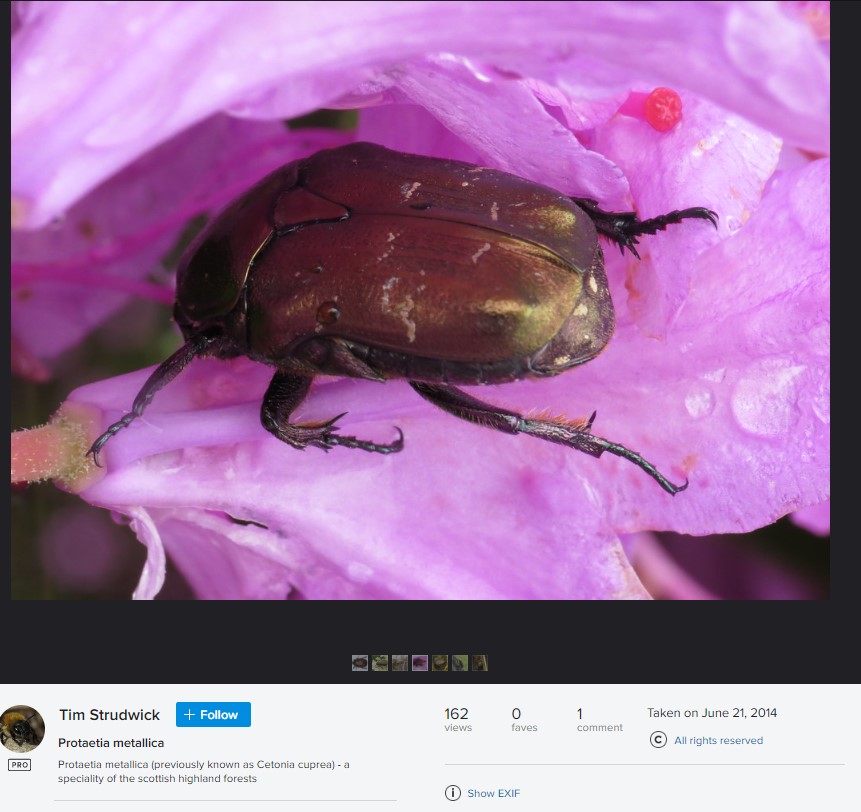 Tim Strudwick
+ Follow
Protaetia metallica
PRO
Protaetia metallica (previously known as Cetonia cuprea) - a
speciality of the scottish highland forests
162
views
0
faves
1
comment
Taken on June 21, 2014
C All rights reserved
i Show EXIF